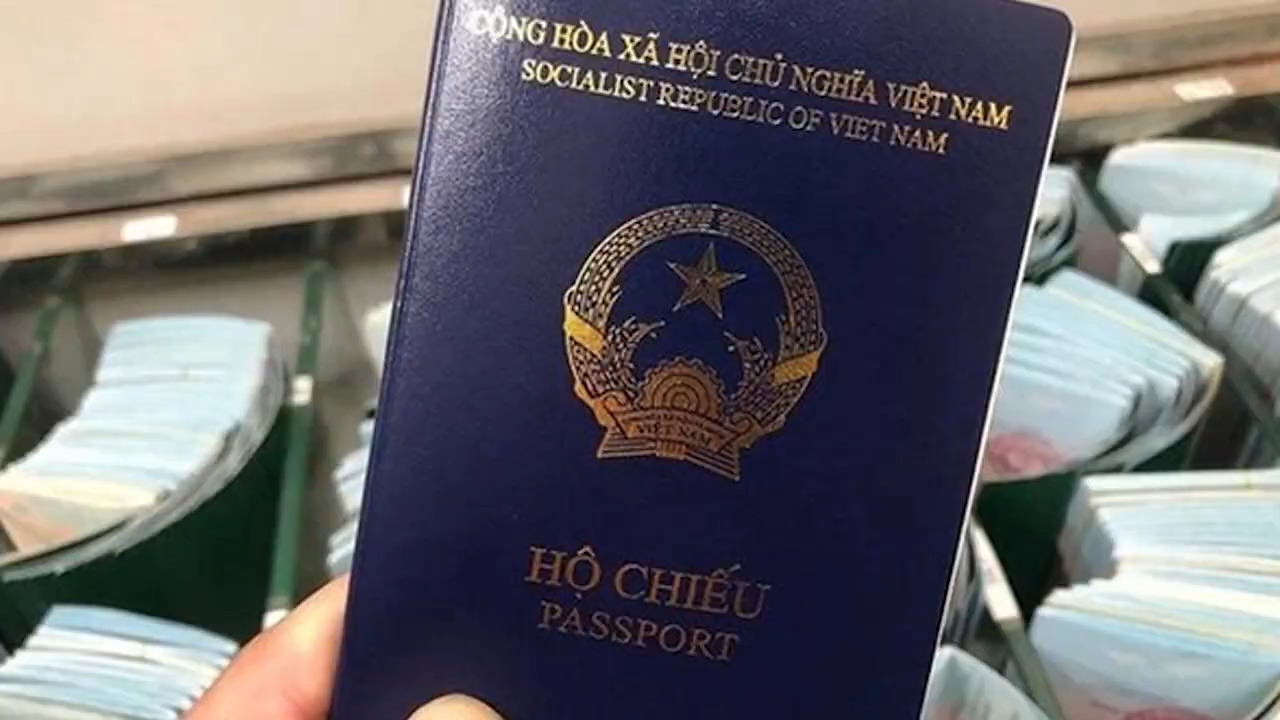 CỘNG HÒA XÃ HỘI CHỦ NGHĨA VIỆT NAM
SOCIALIST REPUBLIC OF VIET NAM
VIỆT NAM
HỘ CHIẾU
PASSPORT